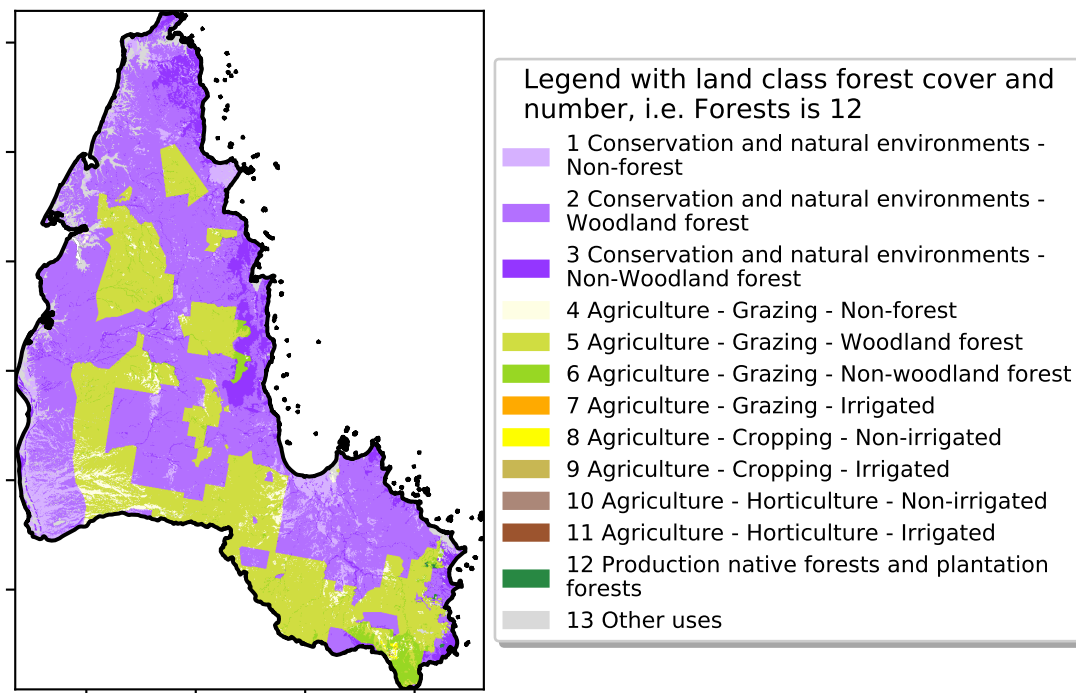 Legend with land class forest cover and
number, i.e. Forests is 12
1 Conservation and natural environments -
Non-forest
2 Conservation and natural environments -
Woodland forest
3 Conservation and natural environments -
Non-Woodland forest
4 Agriculture - Grazing - Non-forest
5 Agriculture - Grazing - Woodland forest
6 Agriculture - Grazing - Non-woodland forest
7 Agriculture - Grazing - Irrigated
8 Agriculture - Cropping - Non-irrigated
9 Agriculture - Cropping - Irrigated
10 Agriculture - Horticulture - Non-irrigated
11 Agriculture - Horticulture - Irrigated
12 Production native forests and plantation
forests
13 Other uses